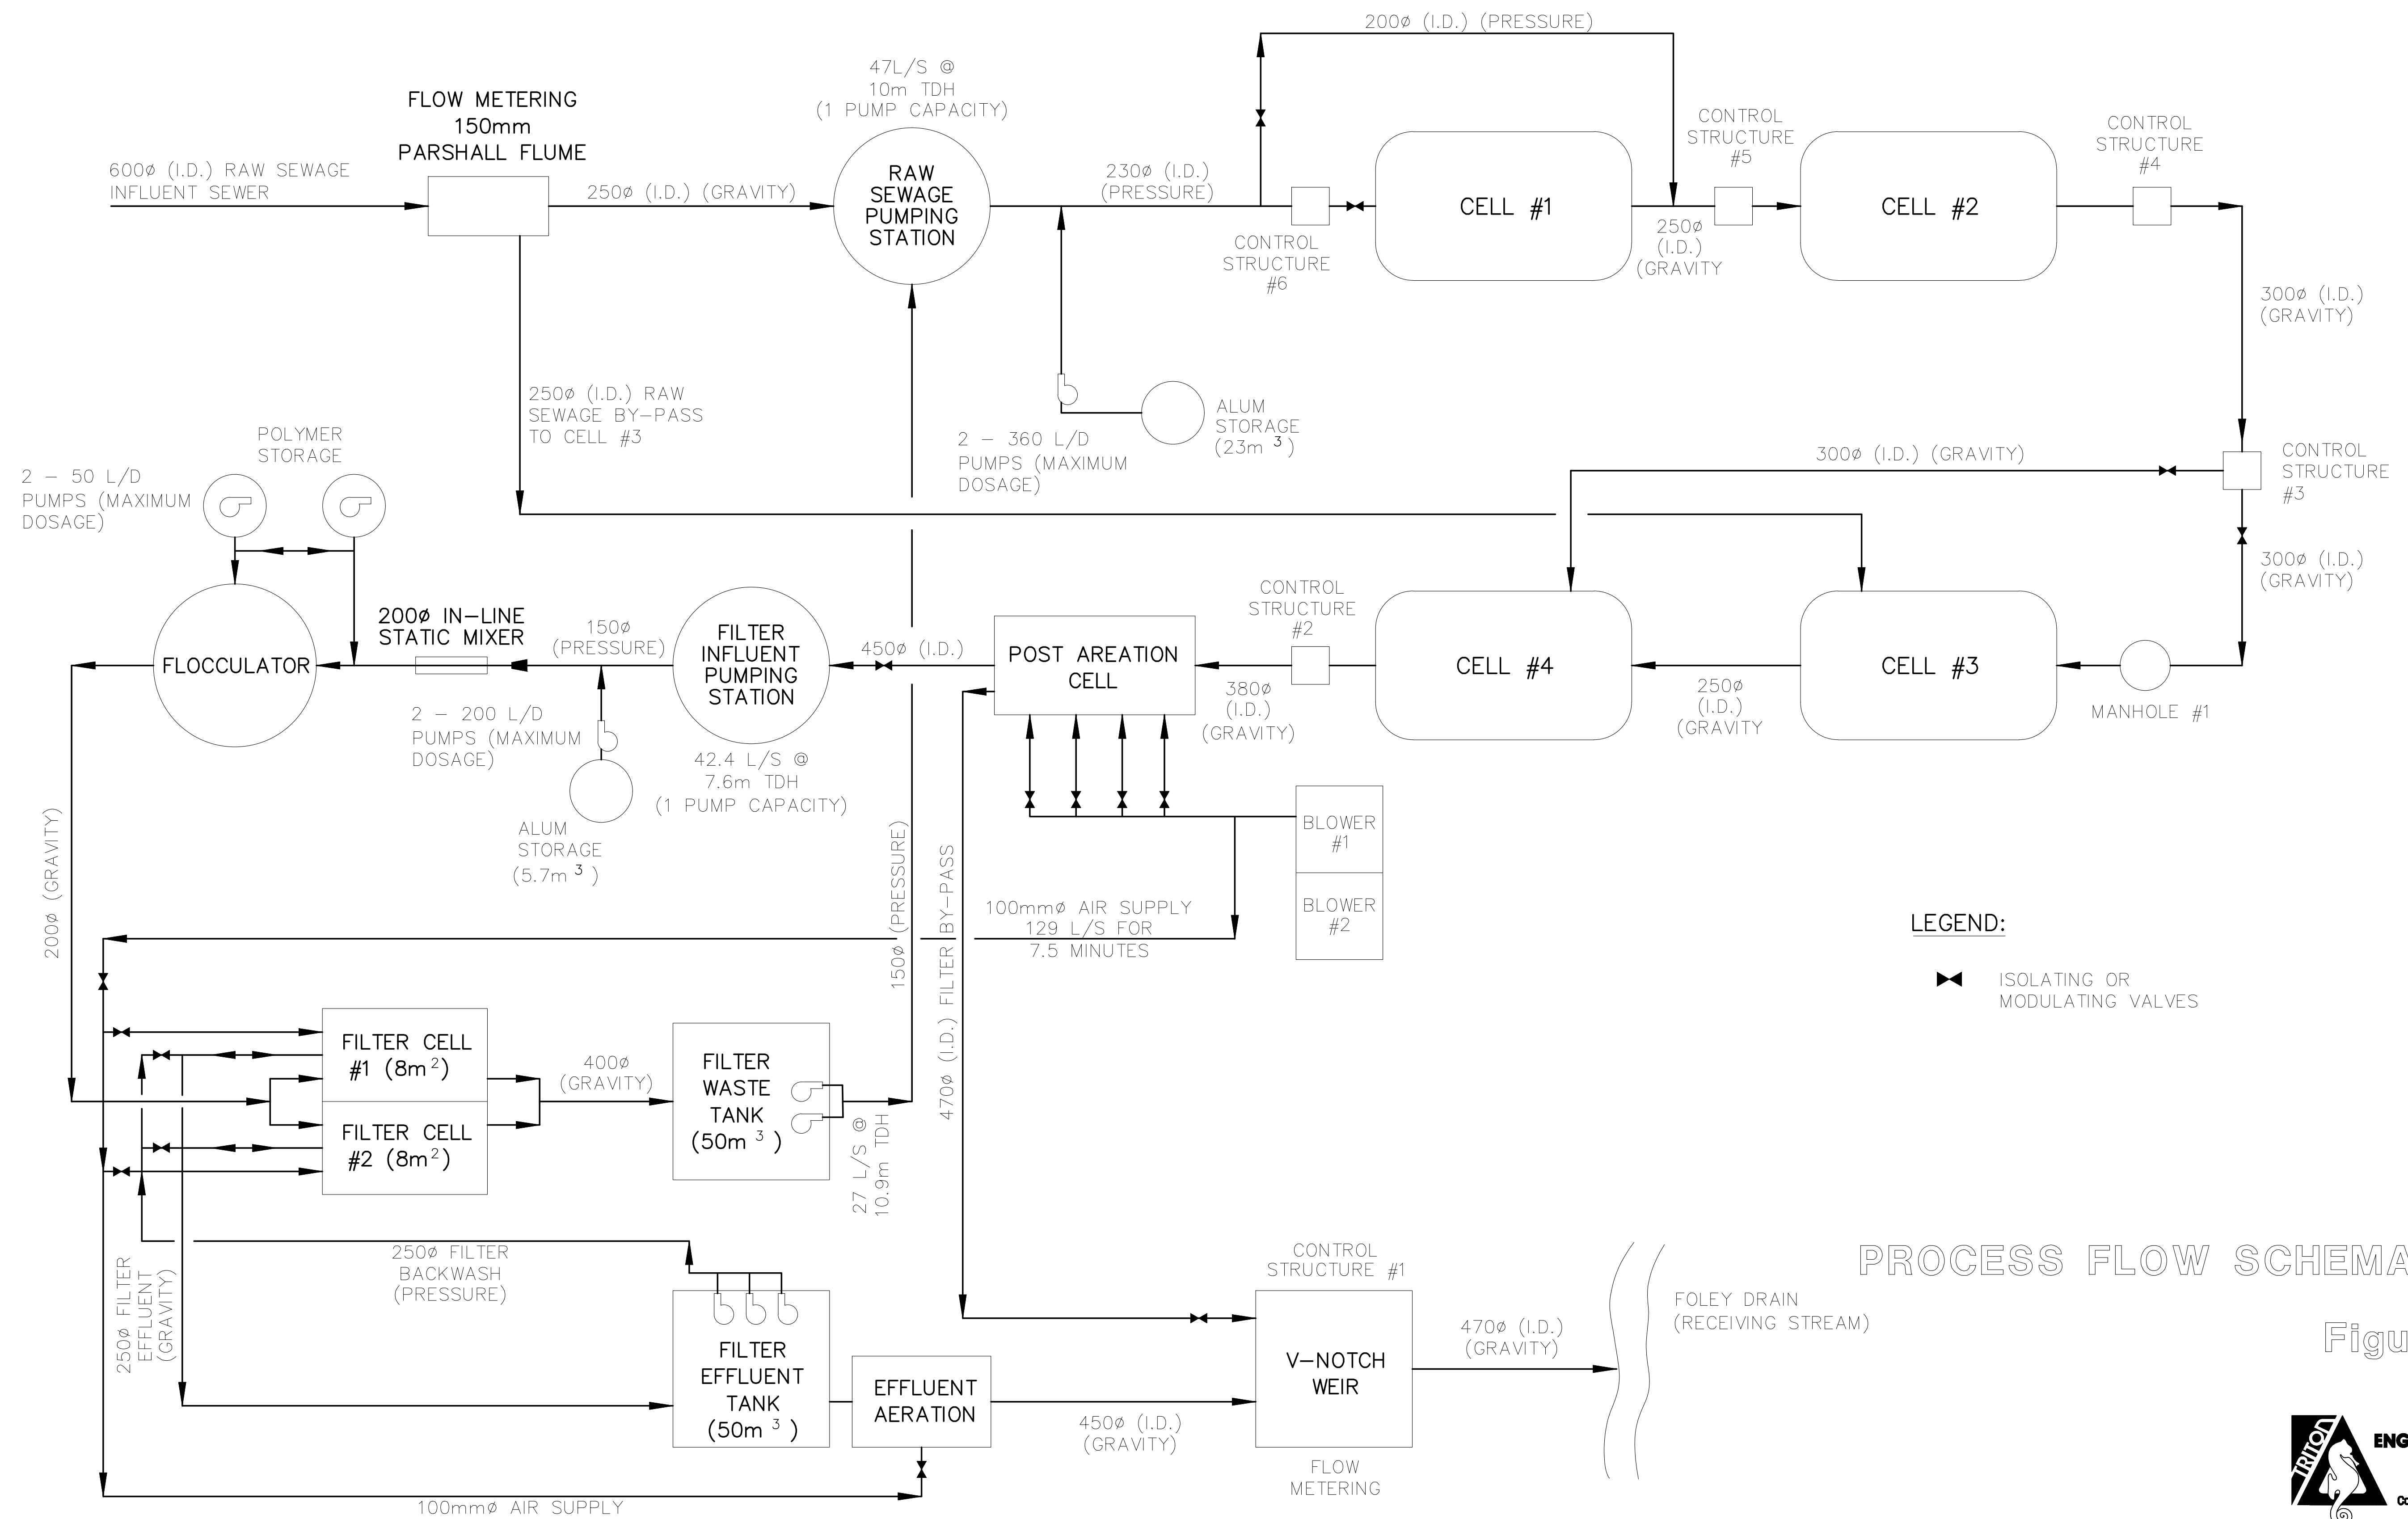 200ø (I.D.) (PRESSURE)
47L/S @
10m TDH
(1 PUMP CAPACITY)
FLOW METERING
150mm
PARSHALL FLUME
600ø (I.D.) RAW SEWAGE
INFLUENT SEWER
250ø (I.D.) (GRAVITY)
RAW
SEWAGE
PUMPING
STATION
230ø (I.D.)
(PRESSURE)
CONTROL
STRUCTURE
#6
CELL #1
CONTROL
STRUCTURE
#5
250ø
(I.D.)
(GRAVITY
CELL #2
CONTROL
STRUCTURE
#4
300ø (I.D.)
(GRAVITY)
250ø (I.D.) RAW
SEWAGE BY-PASS
TO CELL #3
2 - 360 L/D
PUMPS (MAXIMUM
DOSAGE)
ALUM
STORAGE
(23m 3 )
300ø (I.D.) (GRAVITY)
CONTROL
STRUCTURE
#3
300ø (I.D.)
(GRAVITY)
POLYMER
STORAGE
2 - 50 L/D
PUMPS (MAXIMUM
DOSAGE)
FLOCCULATOR
200ø IN-LINE
STATIC MIXER
150ø
(PRESSURE)
FILTER
INFLUENT
PUMPING
STATION
450ø (I.D.)
POST AREATION
CELL
CONTROL
STRUCTURE
#2
380ø
(I.D.)
(GRAVITY)
CELL #4
250ø
(I.D.)
(GRAVITY
CELL #3
MANHOLE #1
2 - 200 L/D
PUMPS (MAXIMUM
DOSAGE)
42.4 L/S @
7.6m TDH
(1 PUMP CAPACITY)
ALUM
STORAGE
(5.7m 3 )
BLOWER
#1
BLOWER
#2
200ø (GRAVITY)
150ø (PRESSURE)
470ø (I.D.) FILTER BY-PASS
100mmø AIR SUPPLY
129 L/S FOR
7.5 MINUTES
LEGEND:
ISOLATING OR
MODULATING VALVES
FILTER CELL
#1 (8m2)
FILTER CELL
#2 (8m2)
400ø
(GRAVITY)
FILTER
WASTE
TANK
(50m 3 )
27 L/S @
10.9m TDH
250ø FILTER
EFFLUENT
(GRAVITY)
250ø FILTER
BACKWASH
(PRESSURE)
FILTER
EFFLUENT
TANK
(50m 3 )
EFFLUENT
AERATION
450ø (I.D.)
(GRAVITY)
CONTROL
STRUCTURE #1
V-NOTCH
WEIR
FLOW
METERING
470ø (I.D.)
(GRAVITY)
FOLEY DRAIN
(RECEIVING STREAM)
100mmø AIR SUPPLY
PROCESS FLOW SCHEMA
Figu
TRITON
ENG
Co